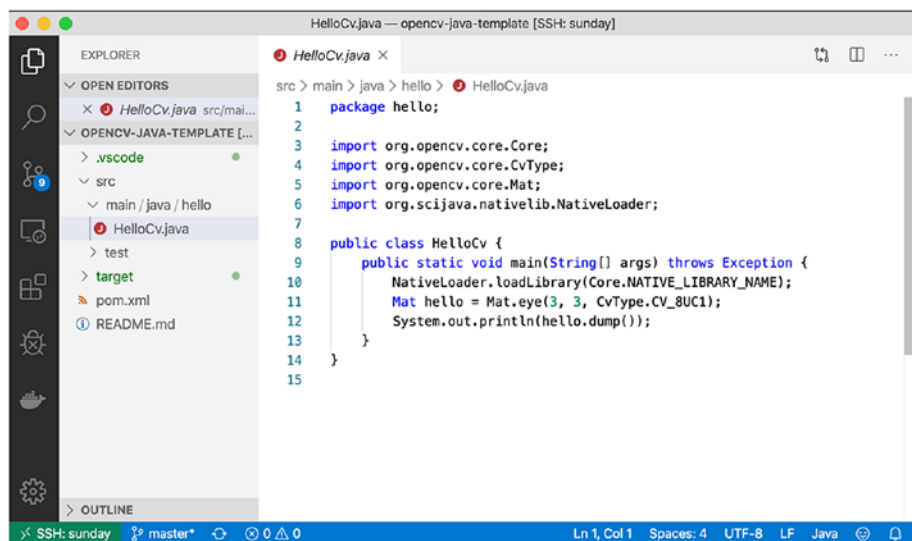 HelloCv.java — opencv-java-template [SSH: sunday]
EXPLORER
OPEN EDITORS
HelloCv.java src/mai...
OPENCV-JAVA-TEMPLATE [...
.vscode
src
main / java / hello
HelloCv.java
test
target
pom.xml
README.md
OUTLINE
9
HelloCv.java
src > main > java > hello > HelloCv.java
1 package hello;
2
3 import org.opencv.core.Core;
4 import org.opencv.core.CvType;
5 import org.opencv.core.Mat;
6 import org.scijava.nativelib.NativeLoader;
7
8 public class HelloCv {
9     public static void main(String[] args) throws Exception {
10         NativeLoader.loadLibrary(Core.NATIVE_LIBRARY_NAME);
11         Mat hello = Mat.eye(3, 3, CvType.CV_8UC1);
12         System.out.println(hello.dump());
13     }
14 }
15
SSH: sunday master* 0 0 Ln 1, Col 1 Spaces: 4 UTF-8 LF Java